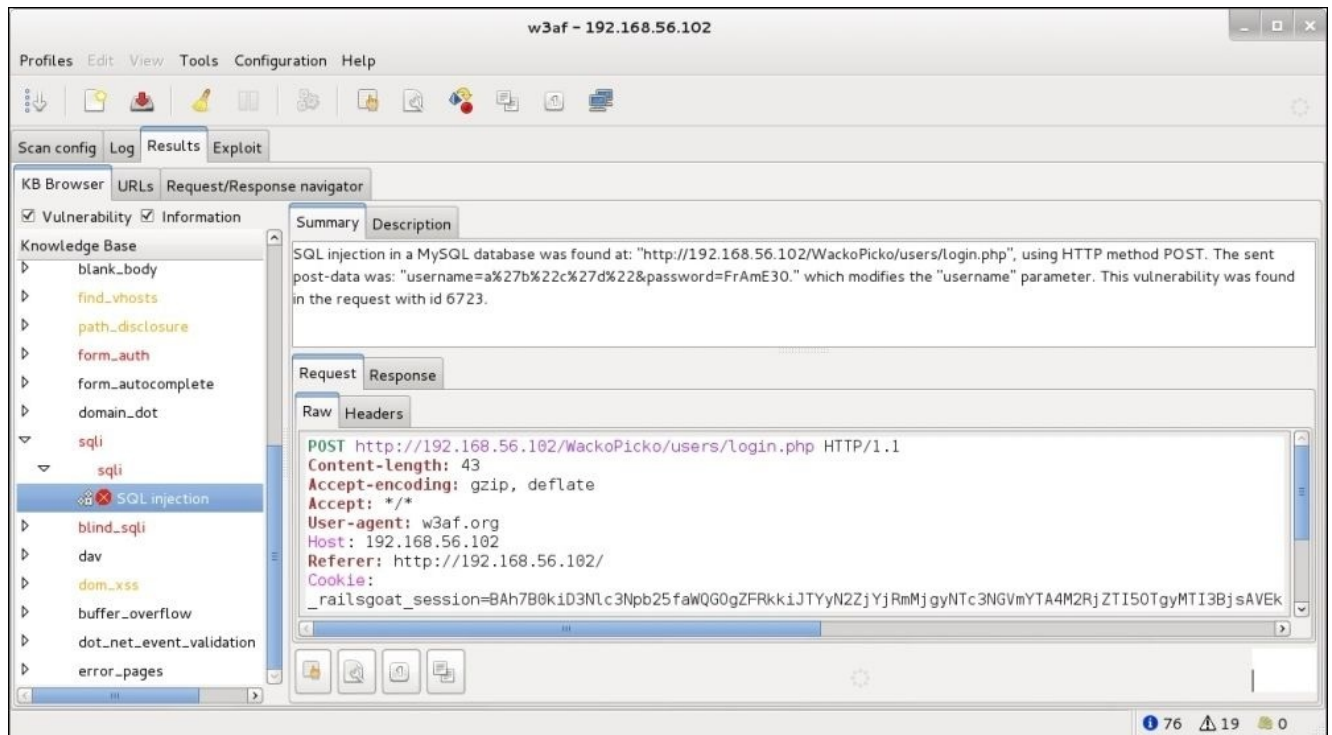 w3af - 192.168.56.102
Profiles Edit View Tools Configuration Help
Scan config Log Results Exploit
KB Browser URLs Request/Response navigator
Vulnerability Information
Knowledge Base
blank_body
find_vhosts
path_disclosure
form_auth
form_autocomplete
domain_dot
sqli
sqli
SQL injection
blind_sqli
dav
dom_xss
buffer_overflow
dot_net_event_validation
error_pages
Summary Description
SQL injection in a MySQL database was found at: "http://192.168.56.102/WackoPicko/users/login.php", using HTTP method POST. The sent
post-data was: "username=a%27b%22c%27d%22&password=FrAmE30." which modifies the "username" parameter. This vulnerability was found
in the request with id 6723.
Request Response
Raw Headers
POST http://192.168.56.102/WackoPicko/users/login.php HTTP/1.1
Content-length: 43
Accept-encoding: gzip, deflate
Accept: */*
User-agent: w3af.org
Host: 192.168.56.102
Referer: http://192.168.56.102/
Cookie:
_railsgoat_session=BAh7B0kiD3Nlc3Npb25faWQGOgZFRkkiJTYyN2ZjYjRmMjgyNTc3NGVmYTA4M2RjZTI5OTgyMTI3BjsAVEk
76 19 0